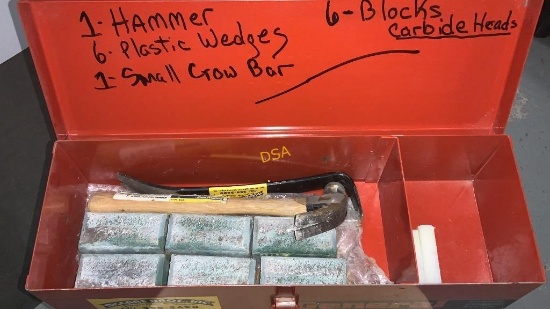 1- Hammer
6- Plastic Wedges
1- Small Crow Bar
6- Blocks
Carbide Heads
DSA